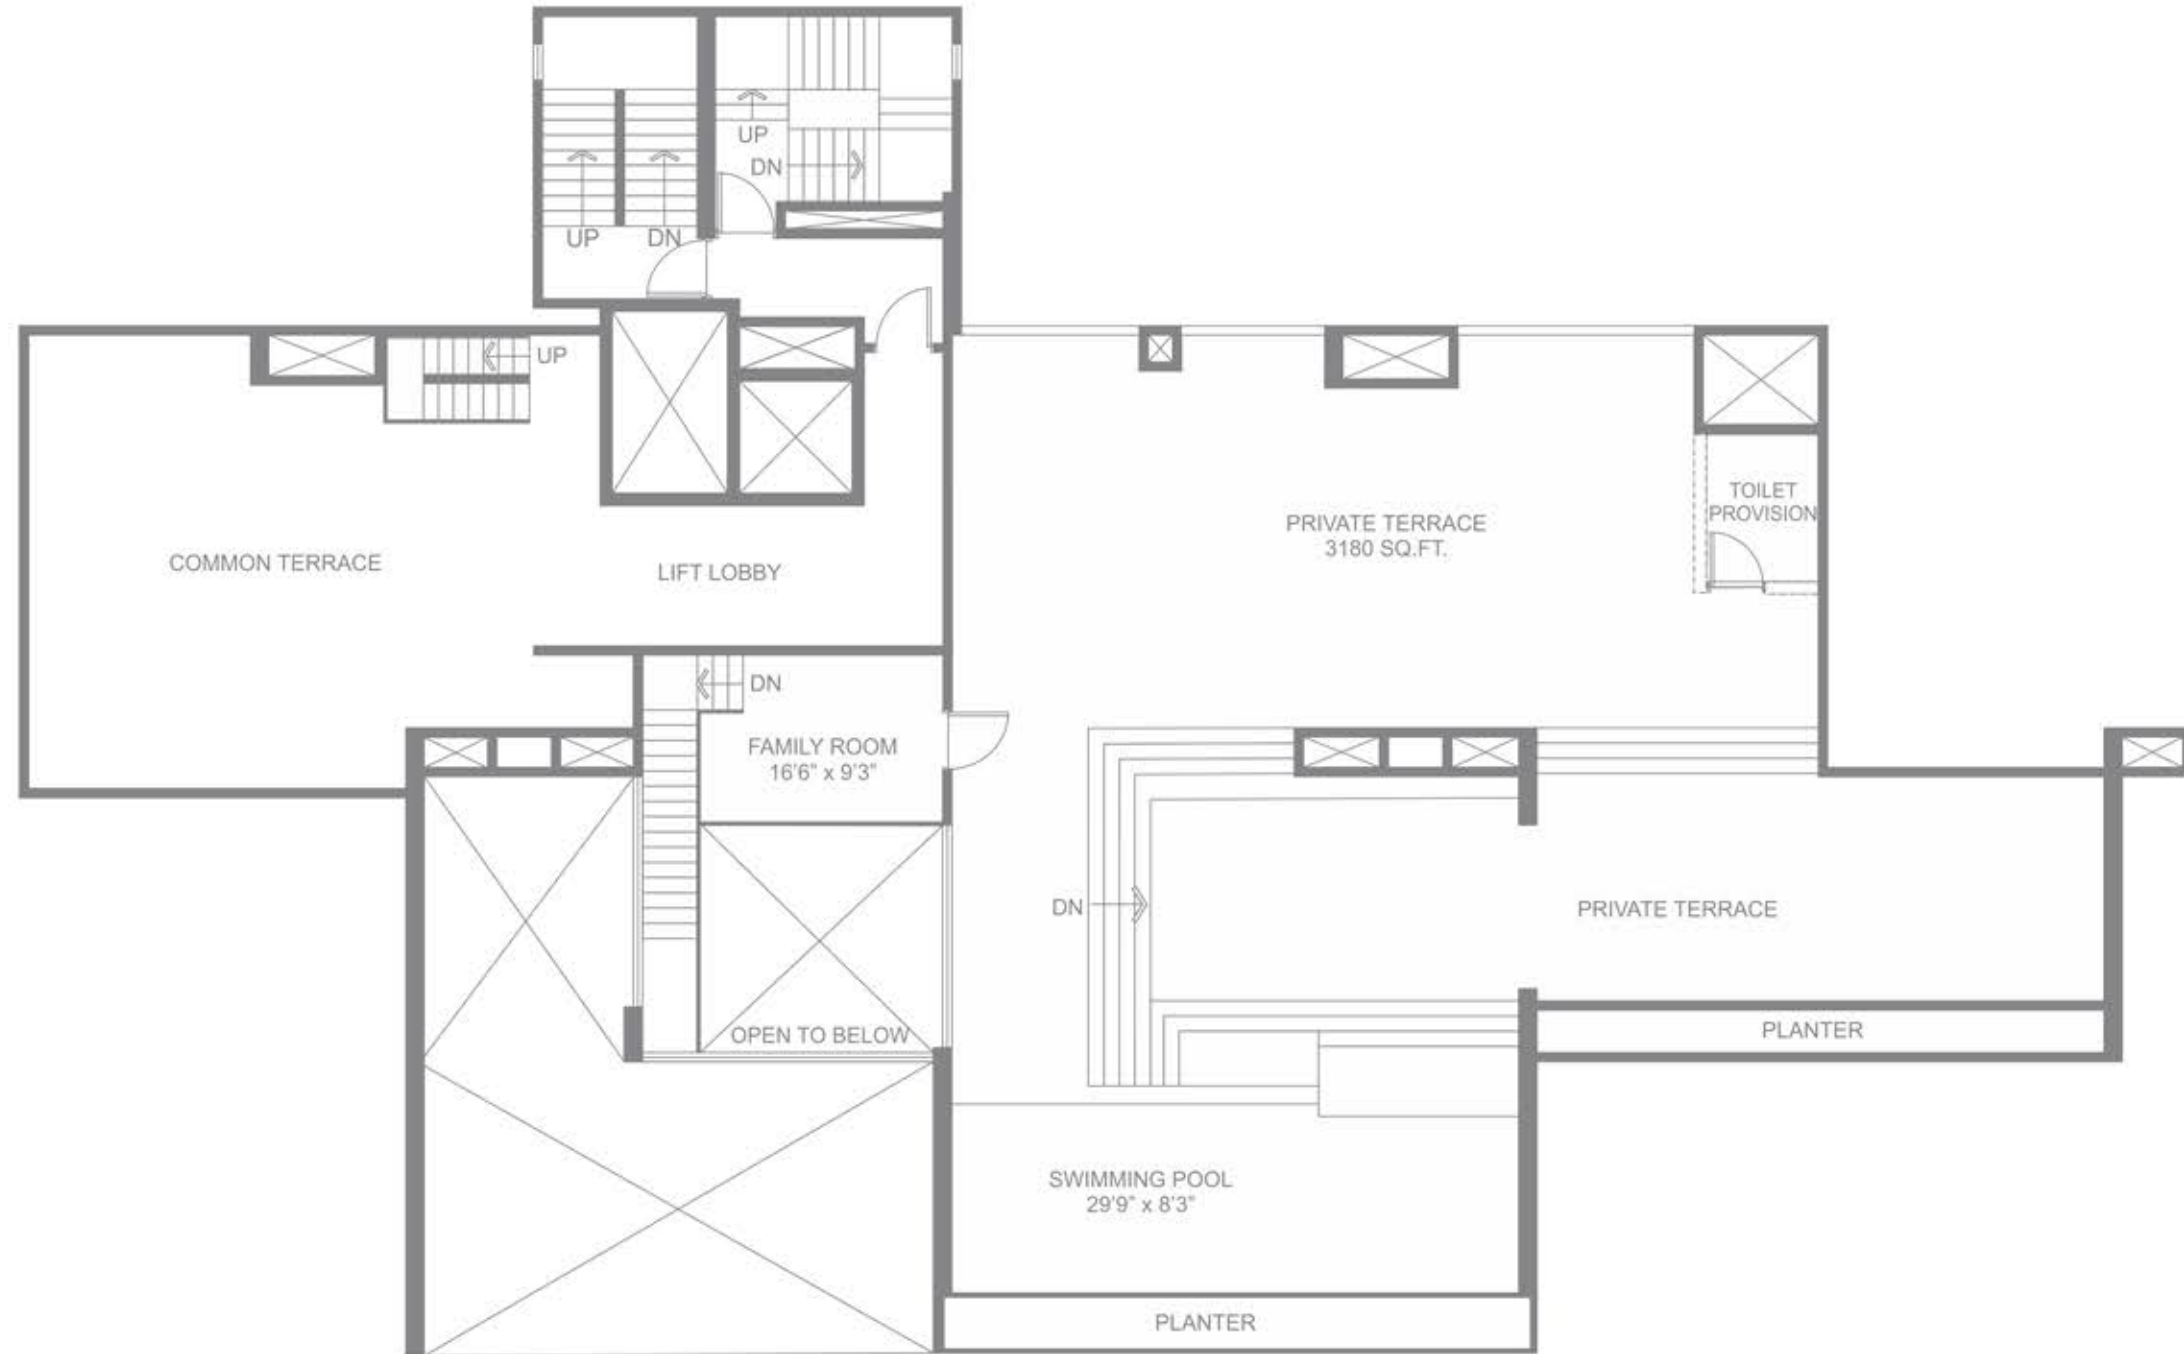 UP
DN
UP
DN
UP
COMMON TERRACE
LIFT LOBBY
PRIVATE TERRACE
3180 SQ.FT.
TOILET
PROVISION
DN
FAMILY ROOM
16'6" x 9'3"
DN
PRIVATE TERRACE
OPEN TO BELOW
PLANTER
SWIMMING POOL
29'9" x 8'3"
PLANTER